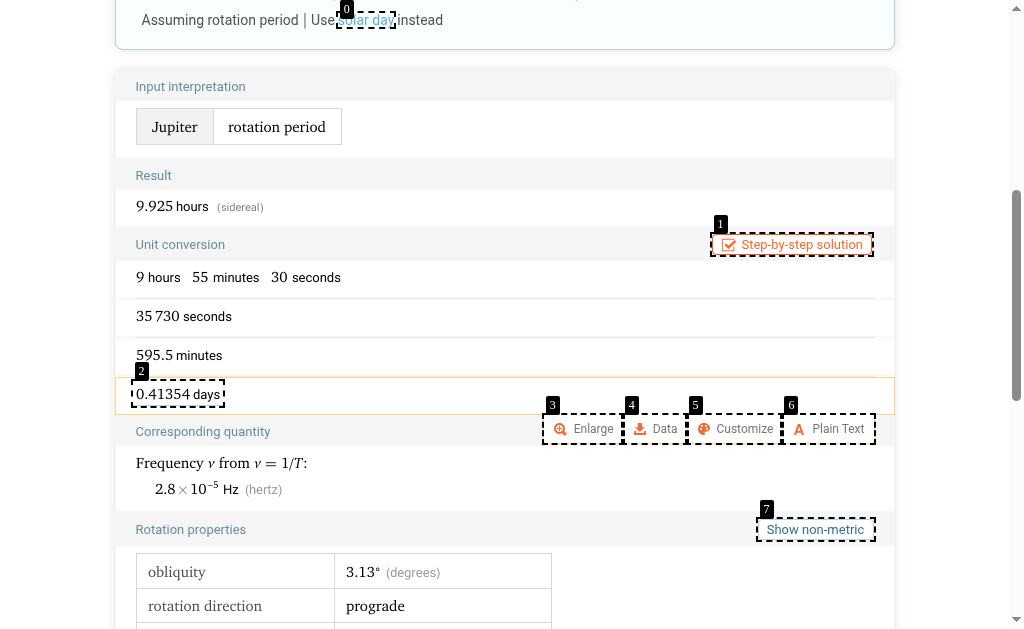 0
Assuming rotation period | Use solar day instead
Input interpretation
Jupiter rotation period
Result
9.925 hours (sidereal)
1
Unit conversion Step-by-step solution
9 hours 55 minutes 30 seconds
35 730 seconds
595.5 minutes
2
0.41354 days
3 4 5 6
Corresponding quantity Enlarge Data Customize Plain Text
Frequency ν from ν = 1/T:
2.8 × 10⁻⁵ Hz (hertz)
7
Rotation properties Show non-metric
obliquity 3.13° (degrees)
rotation direction prograde